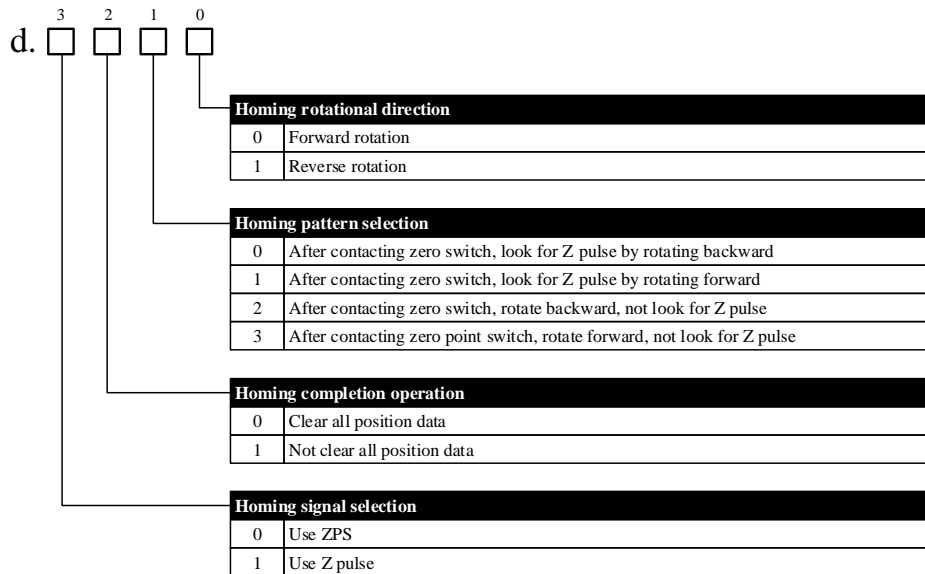 3 2 1 0
d.
Homing rotational direction
0 Forward rotation
1 Reverse rotation
Homing pattern selection
0 After contacting zero switch, look for Z pulse by rotating backward
1 After contacting zero switch, look for Z pulse by rotating forward
2 After contacting zero switch, rotate backward, not look for Z pulse
3 After contacting zero point switch, rotate forward, not look for Z pulse
Homing completion operation
0 Clear all position data
1 Not clear all position data
Homing signal selection
0 Use ZPS
1 Use Z pulse